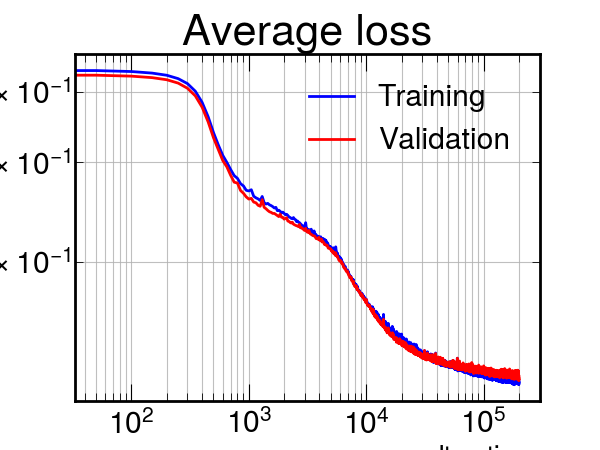 Average loss
× 10⁻¹
× 10⁻¹
× 10⁻¹
Training
Validation
10² 10³ 10⁴ 10⁵